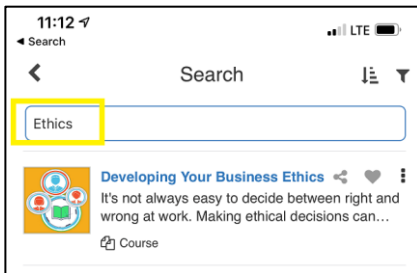 11:12
Search
LTE
Search
Ethics
Developing Your Business Ethics
It's not always easy to decide between right and
wrong at work. Making ethical decisions can...
Course